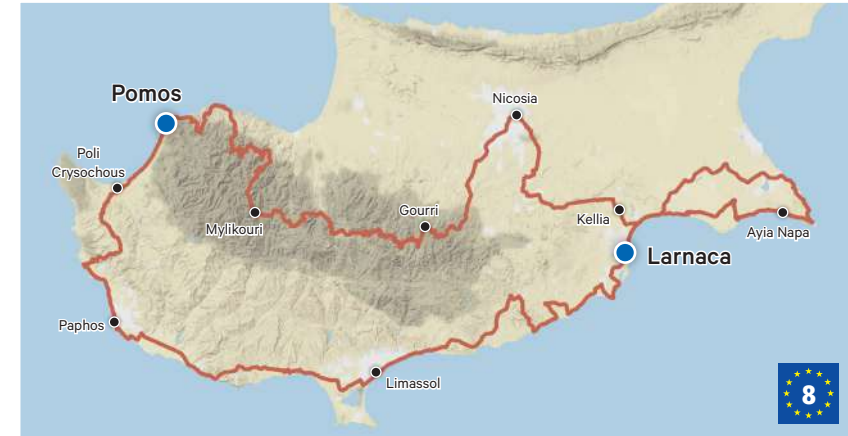 Pomos
Nicosia
Poli
Crysochous
Mylikouri
Gourri
Kellia
Ayia Napa
Larnaca
Paphos
Limassol
8